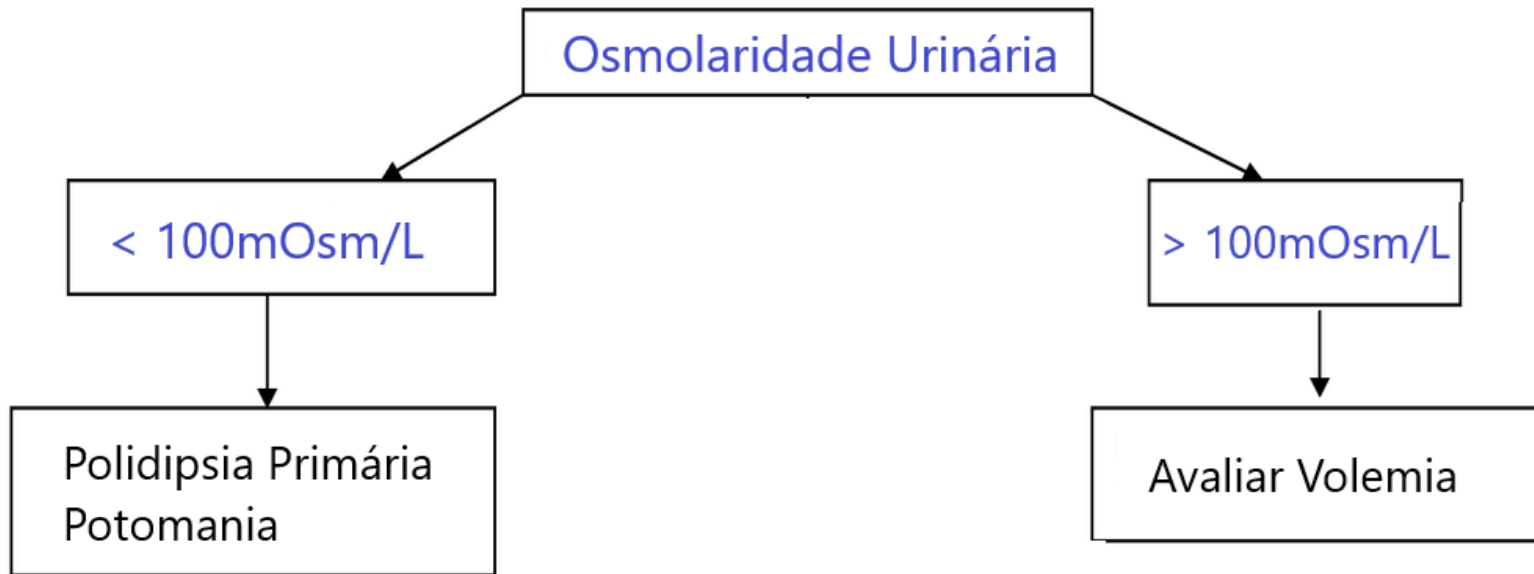 Osmolaridade Urinária
< 100mOsm/L
> 100mOsm/L
Polidipsia Primária
Potomania
Avaliar Volemia